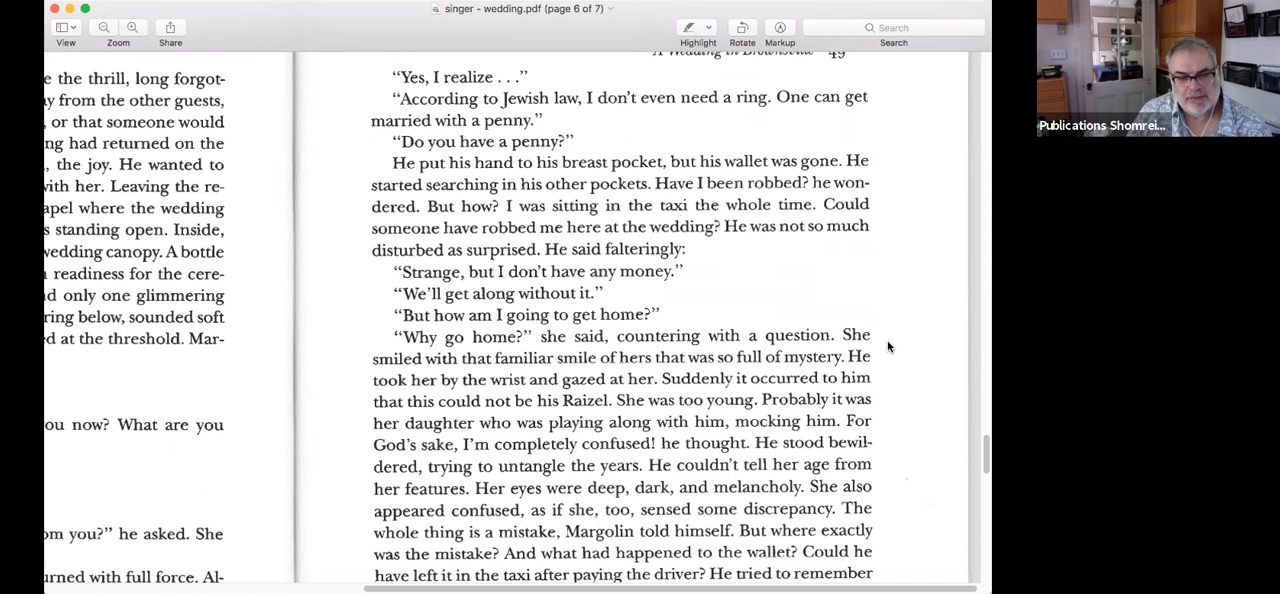 singer - wedding.pdf (page 6 of 7)
View
Zoom
Share
Highlight
Rotate
Markup
Search
Search
e the thrill, long forgot-
y from the other guests,
, or that someone would
ng had returned on the
, the joy. He wanted to
with her. Leaving the re-
apel where the wedding
s standing open. Inside,
wedding canopy. A bottle
n readiness for the cere-
nd only one glimmering
ring below, sounded soft
ed at the threshold. Mar-
ou now? What are you
om you?” he asked. She
urned with full force. Al-
A Wedding in Brownsville 49
“Yes, I realize . . .”
“According to Jewish law, I don’t even need a ring. One can get
married with a penny.”
“Do you have a penny?”
He put his hand to his breast pocket, but his wallet was gone. He
started searching in his other pockets. Have I been robbed? he won-
dered. But how? I was sitting in the taxi the whole time. Could
someone have robbed me here at the wedding? He was not so much
disturbed as surprised. He said falteringly:
“Strange, but I don’t have any money.”
“We’ll get along without it.”
“But how am I going to get home?”
“Why go home?” she said, countering with a question. She
smiled with that familiar smile of hers that was so full of mystery. He
took her by the wrist and gazed at her. Suddenly it occurred to him
that this could not be his Raizel. She was too young. Probably it was
her daughter who was playing along with him, mocking him. For
God’s sake, I’m completely confused! he thought. He stood bewil-
dered, trying to untangle the years. He couldn’t tell her age from
her features. Her eyes were deep, dark, and melancholy. She also
appeared confused, as if she, too, sensed some discrepancy. The
whole thing is a mistake, Margolin told himself. But where exactly
was the mistake? And what had happened to the wallet? Could he
have left it in the taxi after paying the driver? He tried to remember
Publications Shomrei...